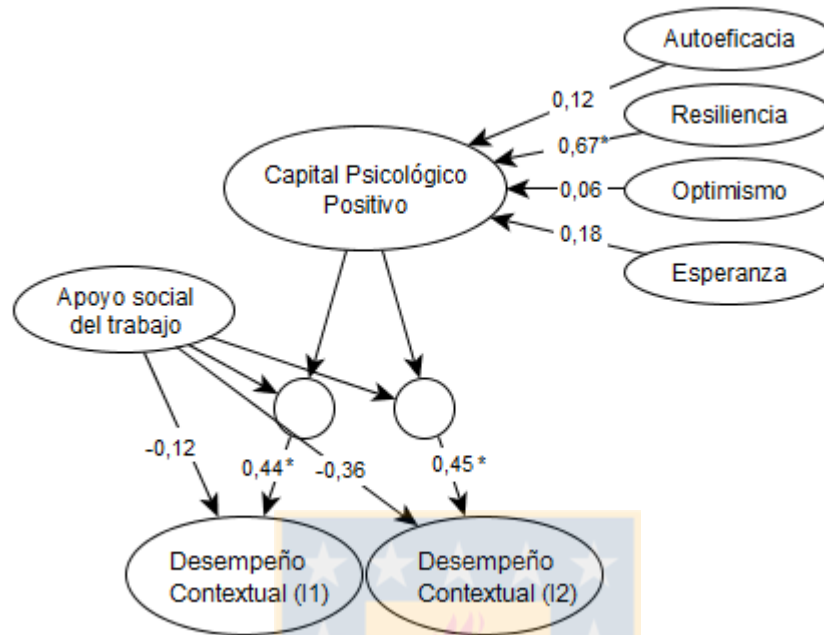 Autoeficacia
0,12
Resiliencia
0,67*
Capital Psicológico
Positivo
0,06
Optimismo
0,18
Esperanza
Apoyo social
del trabajo
-0,12
0,44*
-0,36
0,45*
Desempeño
Contextual (I1)
Desempeño
Contextual (I2)